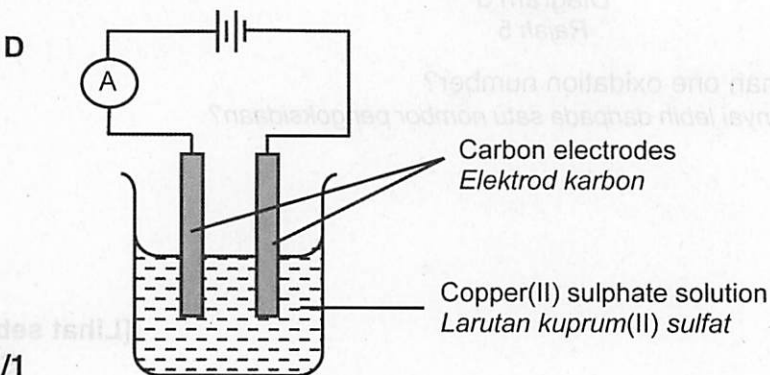 D
A
Carbon electrodes
Elektrod karbon
Copper(II) sulphate solution
Larutan kuprum(II) sulfat
/1